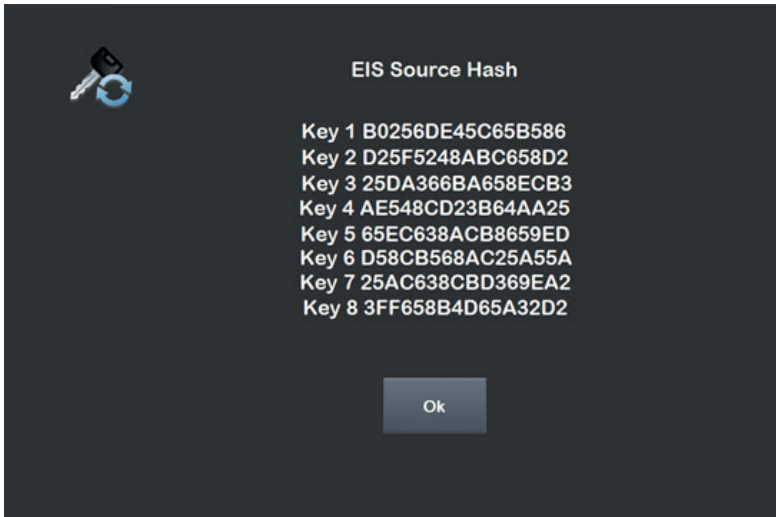 EIS Source Hash
Key 1 B0256DE45C65B586
Key 2 D25F5248ABC658D2
Key 3 25DA366BA658ECB3
Key 4 AE548CD23B64AA25
Key 5 65EC638ACB8659ED
Key 6 D58CB568AC25A55A
Key 7 25AC638CBD369EA2
Key 8 3FF658B4D65A32D2
Ok